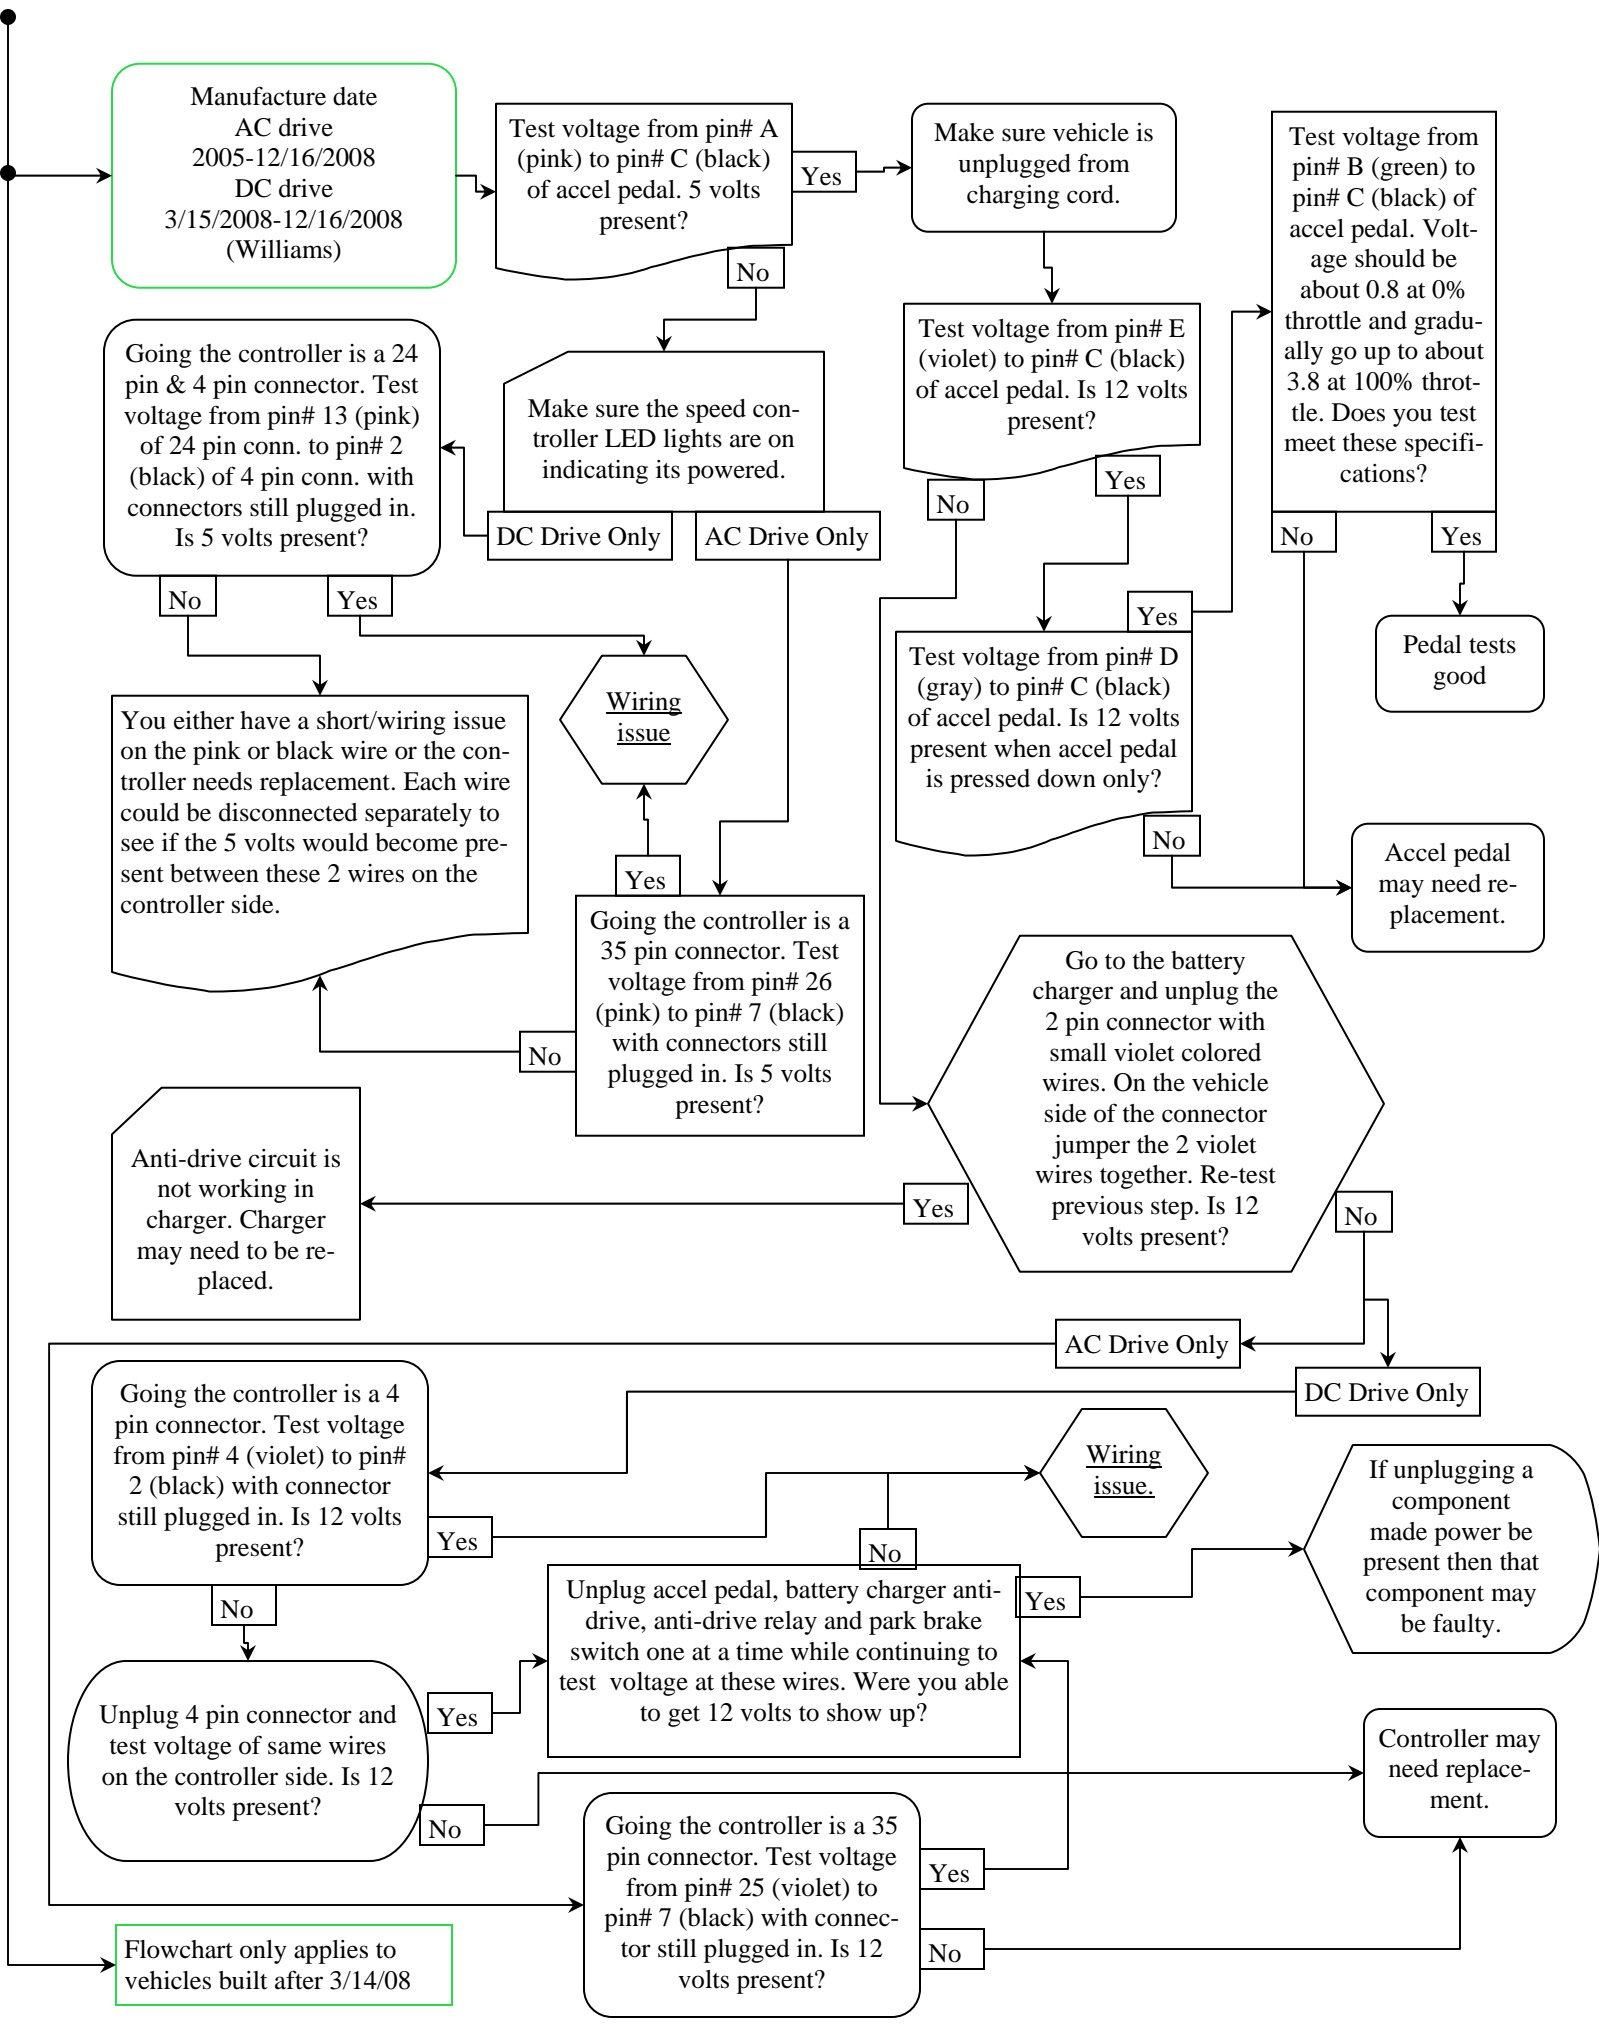 Manufacture date
AC drive
2005-12/16/2008
DC drive
3/15/2008-12/16/2008
(Williams)
Test voltage from pin# A
(pink) to pin# C (black)
of accel pedal. 5 volts
present?
Yes
No
Make sure vehicle is
unplugged from
charging cord.
Test voltage from
pin# B (green) to
pin# C (black) of
accel pedal. Volt-
age should be
about 0.8 at 0%
throttle and gradu-
ally go up to about
3.8 at 100% throt-
tle. Does you test
meet these specifi-
cations?
No
Yes
Pedal tests
good
Going the controller is a 24
pin & 4 pin connector. Test
voltage from pin# 13 (pink)
of 24 pin conn. to pin# 2
(black) of 4 pin conn. with
connectors still plugged in.
Is 5 volts present?
No
Yes
Make sure the speed con-
troller LED lights are on
indicating its powered.
DC Drive Only
AC Drive Only
Test voltage from pin# E
(violet) to pin# C (black)
of accel pedal. Is 12 volts
present?
No
Yes
Yes
Test voltage from pin# D
(gray) to pin# C (black)
of accel pedal. Is 12 volts
present when accel pedal
is pressed down only?
No
Accel pedal
may need re-
placement.
Wiring
issue
You either have a short/wiring issue
on the pink or black wire or the con-
troller needs replacement. Each wire
could be disconnected separately to
see if the 5 volts would become pre-
sent between these 2 wires on the
controller side.
Yes
Going the controller is a
35 pin connector. Test
voltage from pin# 26
(pink) to pin# 7 (black)
with connectors still
plugged in. Is 5 volts
present?
No
Go to the battery
charger and unplug the
2 pin connector with
small violet colored
wires. On the vehicle
side of the connector
jumper the 2 violet
wires together. Re-test
previous step. Is 12
volts present?
Yes
No
Anti-drive circuit is
not working in
charger. Charger
may need to be re-
placed.
AC Drive Only
DC Drive Only
Going the controller is a 4
pin connector. Test voltage
from pin# 4 (violet) to pin#
2 (black) with connector
still plugged in. Is 12 volts
present?
Yes
No
Wiring
issue.
If unplugging a
component
made power be
present then that
component may
be faulty.
No
Unplug accel pedal, battery charger anti-
drive, anti-drive relay and park brake
switch one at a time while continuing to
test  voltage at these wires. Were you able
to get 12 volts to show up?
Yes
Unplug 4 pin connector and
test voltage of same wires
on the controller side. Is 12
volts present?
Yes
No
Controller may
need replace-
ment.
Going the controller is a 35
pin connector. Test voltage
from pin# 25 (violet) to
pin# 7 (black) with connec-
tor still plugged in. Is 12
volts present?
Yes
No
Flowchart only applies to
vehicles built after 3/14/08